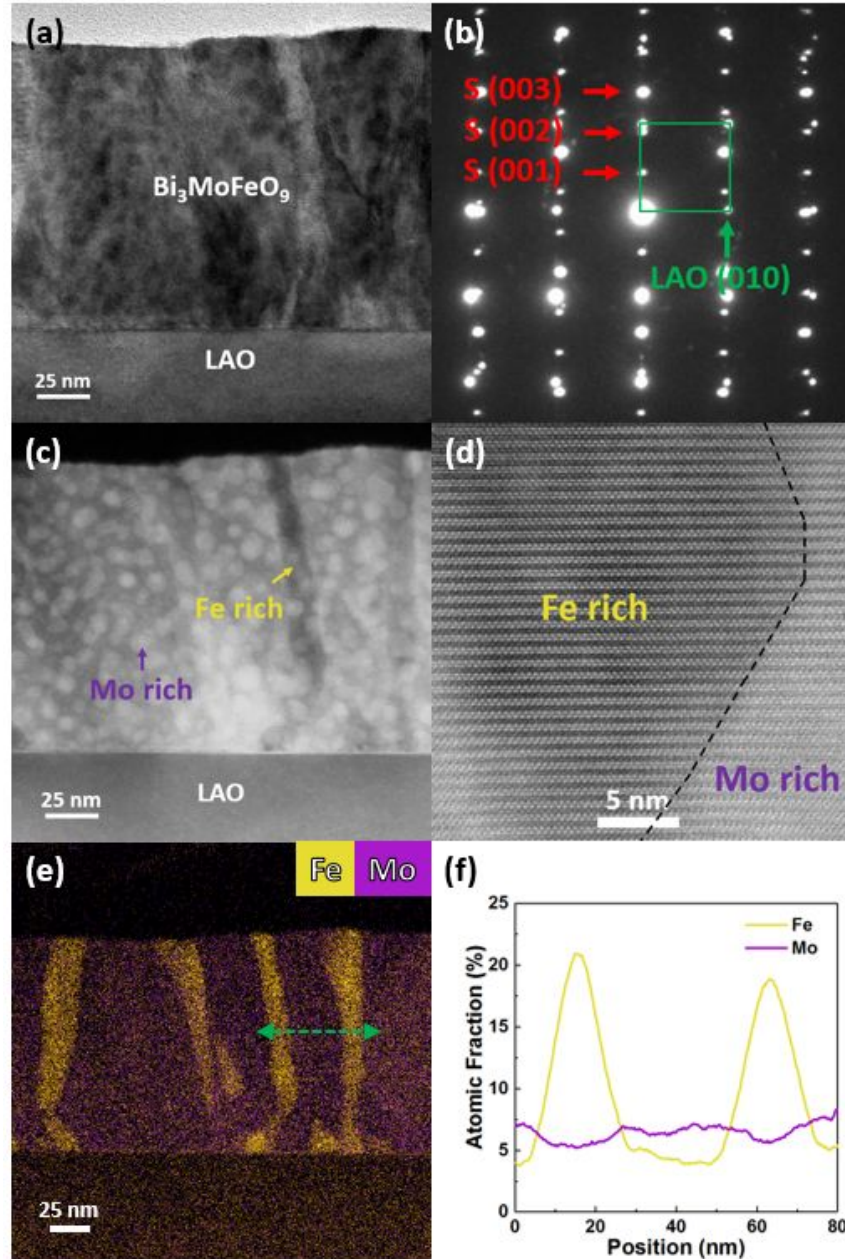 (a)
Bi₃MoFeO₉
LAO
25 nm
(b)
S (003)
S (002)
S (001)
LAO (010)
(c)
Fe rich
Mo rich
25 nm
LAO
(d)
Fe rich
Mo rich
5 nm
(e)
Fe Mo
25 nm
(f)
Atomic Fraction (%)
25
20
15
10
5
0
Fe
Mo
0 20 40 60 80
Position (nm)